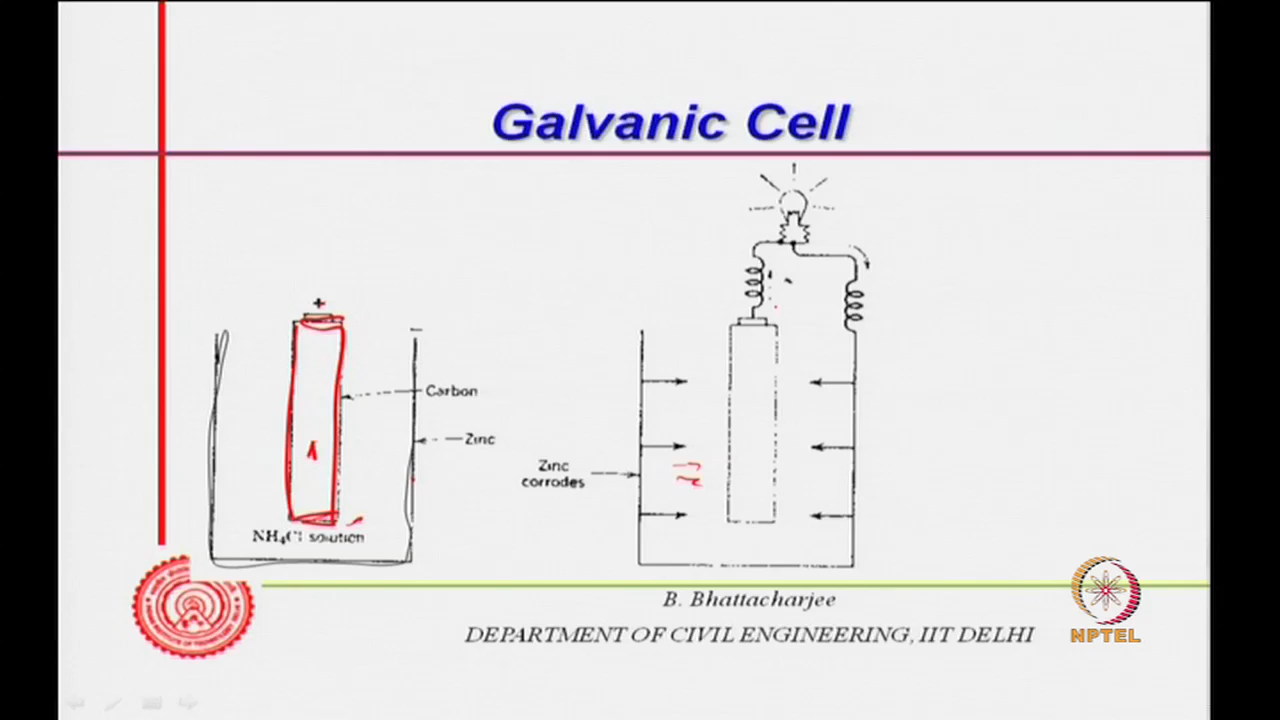 Galvanic Cell
+
Carbon
Zinc
NH₄Cl solution
Zinc
corrodes
B. Bhattacharjee
DEPARTMENT OF CIVIL ENGINEERING, IIT DELHI
NPTEL